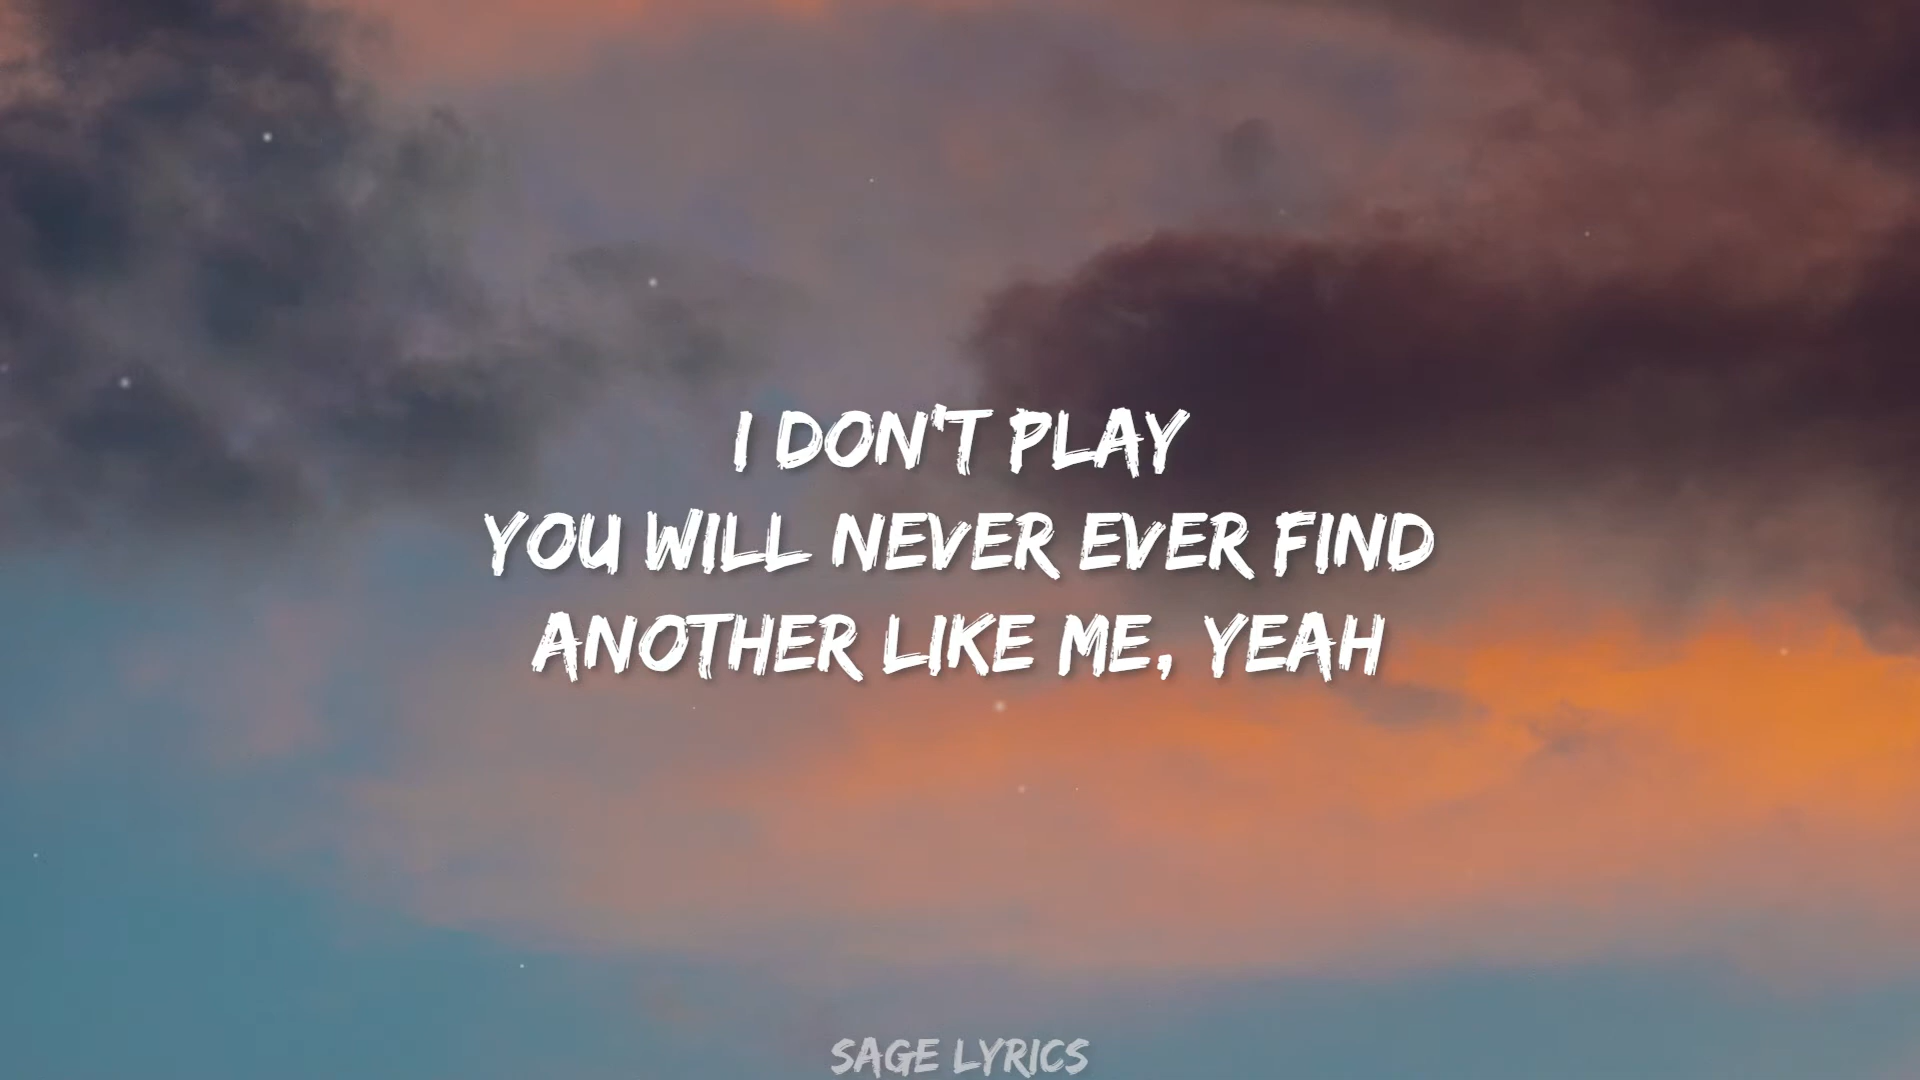 I DON'T PLAY
YOU WILL NEVER EVER FIND
ANOTHER LIKE ME, YEAH
SAGE LYRICS